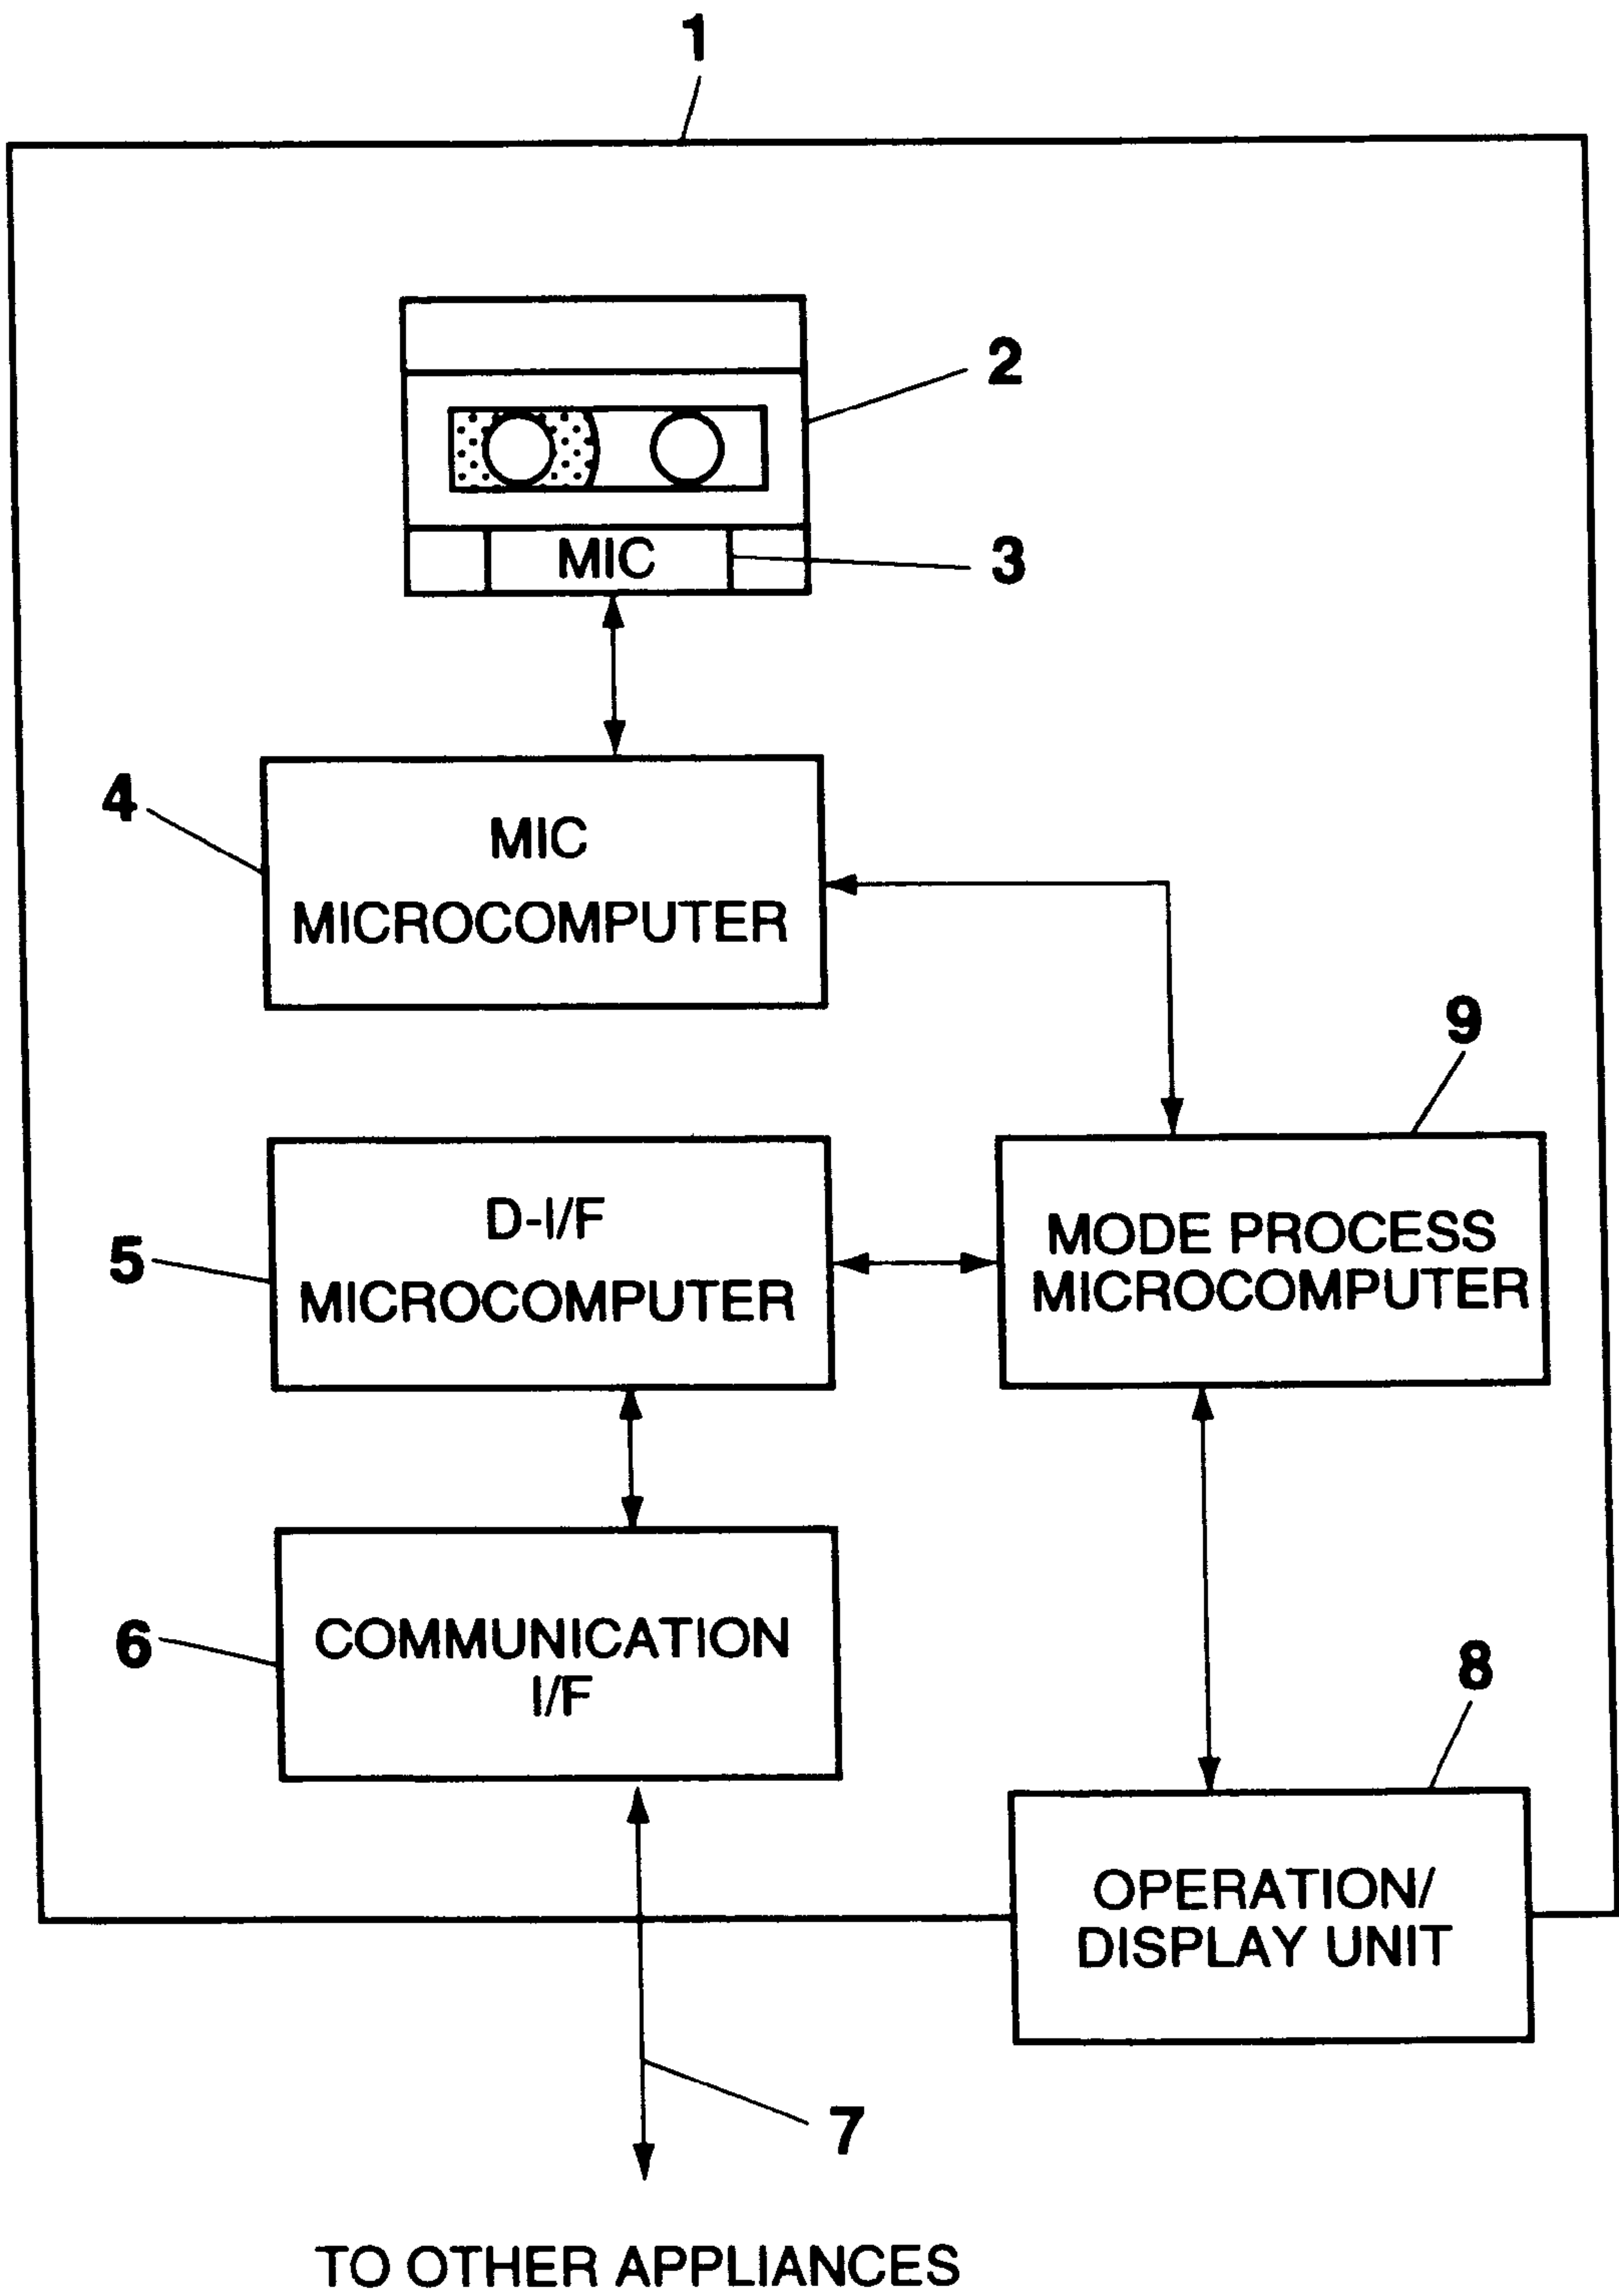 1
2
MIC
3
4
MIC
MICROCOMPUTER
9
5
D-I/F
MICROCOMPUTER
MODE PROCESS
MICROCOMPUTER
6
COMMUNICATION
I/F
8
OPERATION/
DISPLAY UNIT
7
TO OTHER APPLIANCES